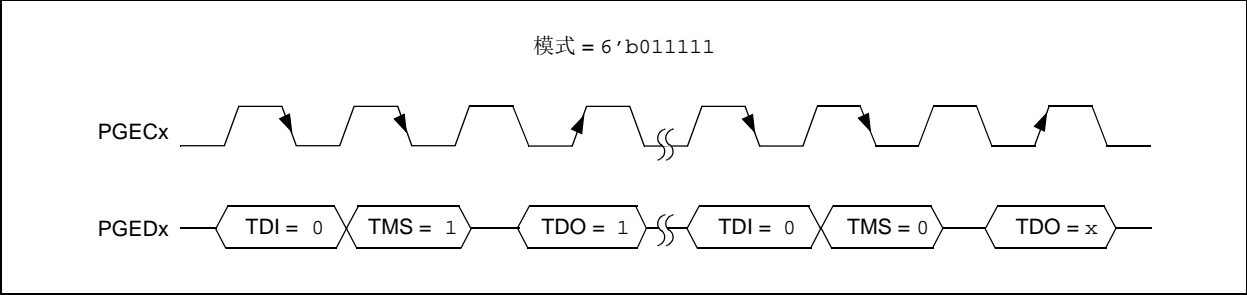 模式 = 6'b011111
PGECx
PGEDx
TDI = 0
TMS = 1
TDO = 1
TDI = 0
TMS = 0
TDO = x